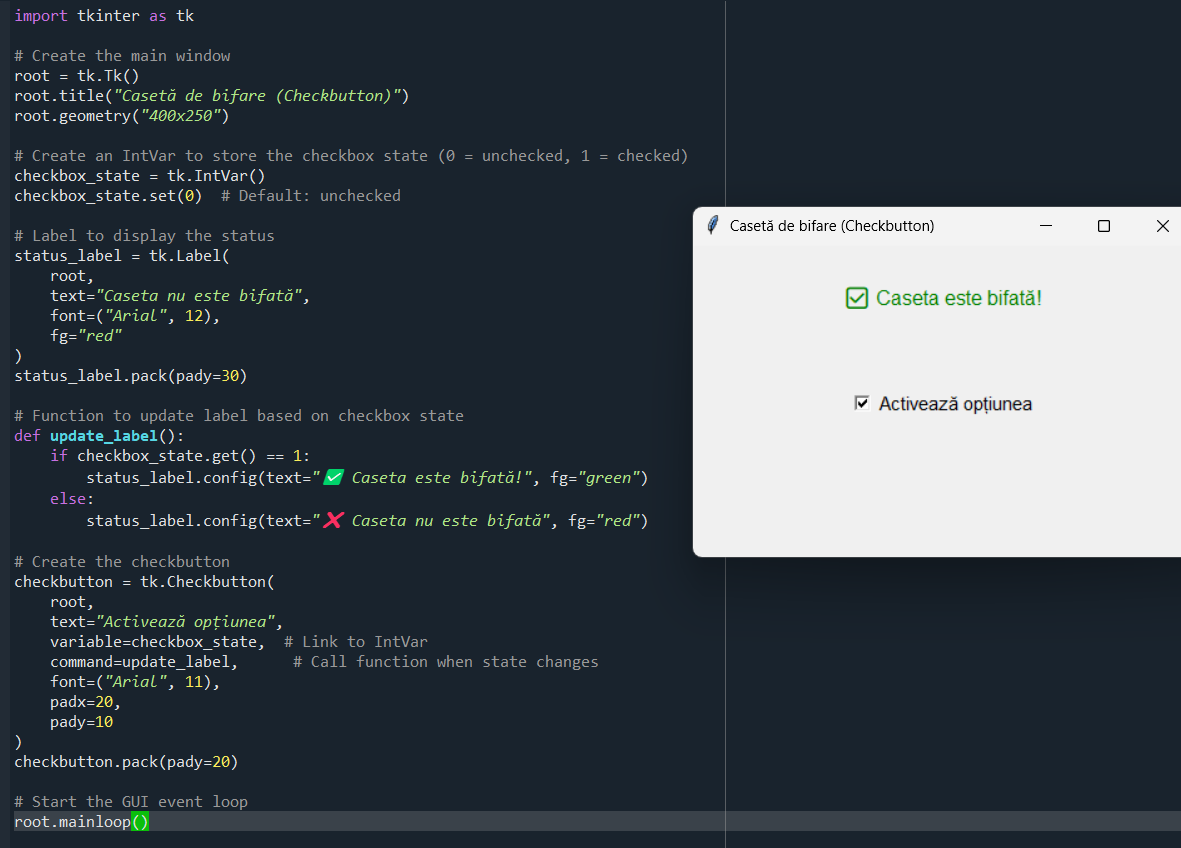 import tkinter as tk
# Create the main window
root = tk.Tk()
root.title("Casetă de bifare (Checkbutton)")
root.geometry("400x250")
# Create an IntVar to store the checkbox state (0 = unchecked, 1 = checked)
checkbox_state = tk.IntVar()
checkbox_state.set(0)  # Default: unchecked
# Label to display the status
status_label = tk.Label(
    root,
    text="Caseta nu este bifată",
    font=("Arial", 12),
    fg="red"
)
status_label.pack(pady=30)
# Function to update label based on checkbox state
def update_label():
    if checkbox_state.get() == 1:
        status_label.config(text="✅ Caseta este bifată!", fg="green")
    else:
        status_label.config(text="❌ Caseta nu este bifată", fg="red")
# Create the checkbutton
checkbutton = tk.Checkbutton(
    root,
    text="Activează opțiunea",
    variable=checkbox_state,  # Link to IntVar
    command=update_label,      # Call function when state changes
    font=("Arial", 11),
    padx=20,
    pady=10
)
checkbutton.pack(pady=20)
# Start the GUI event loop
root.mainloop()
Casetă de bifare (Checkbutton)
✅ Caseta este bifată!
Activează opțiunea